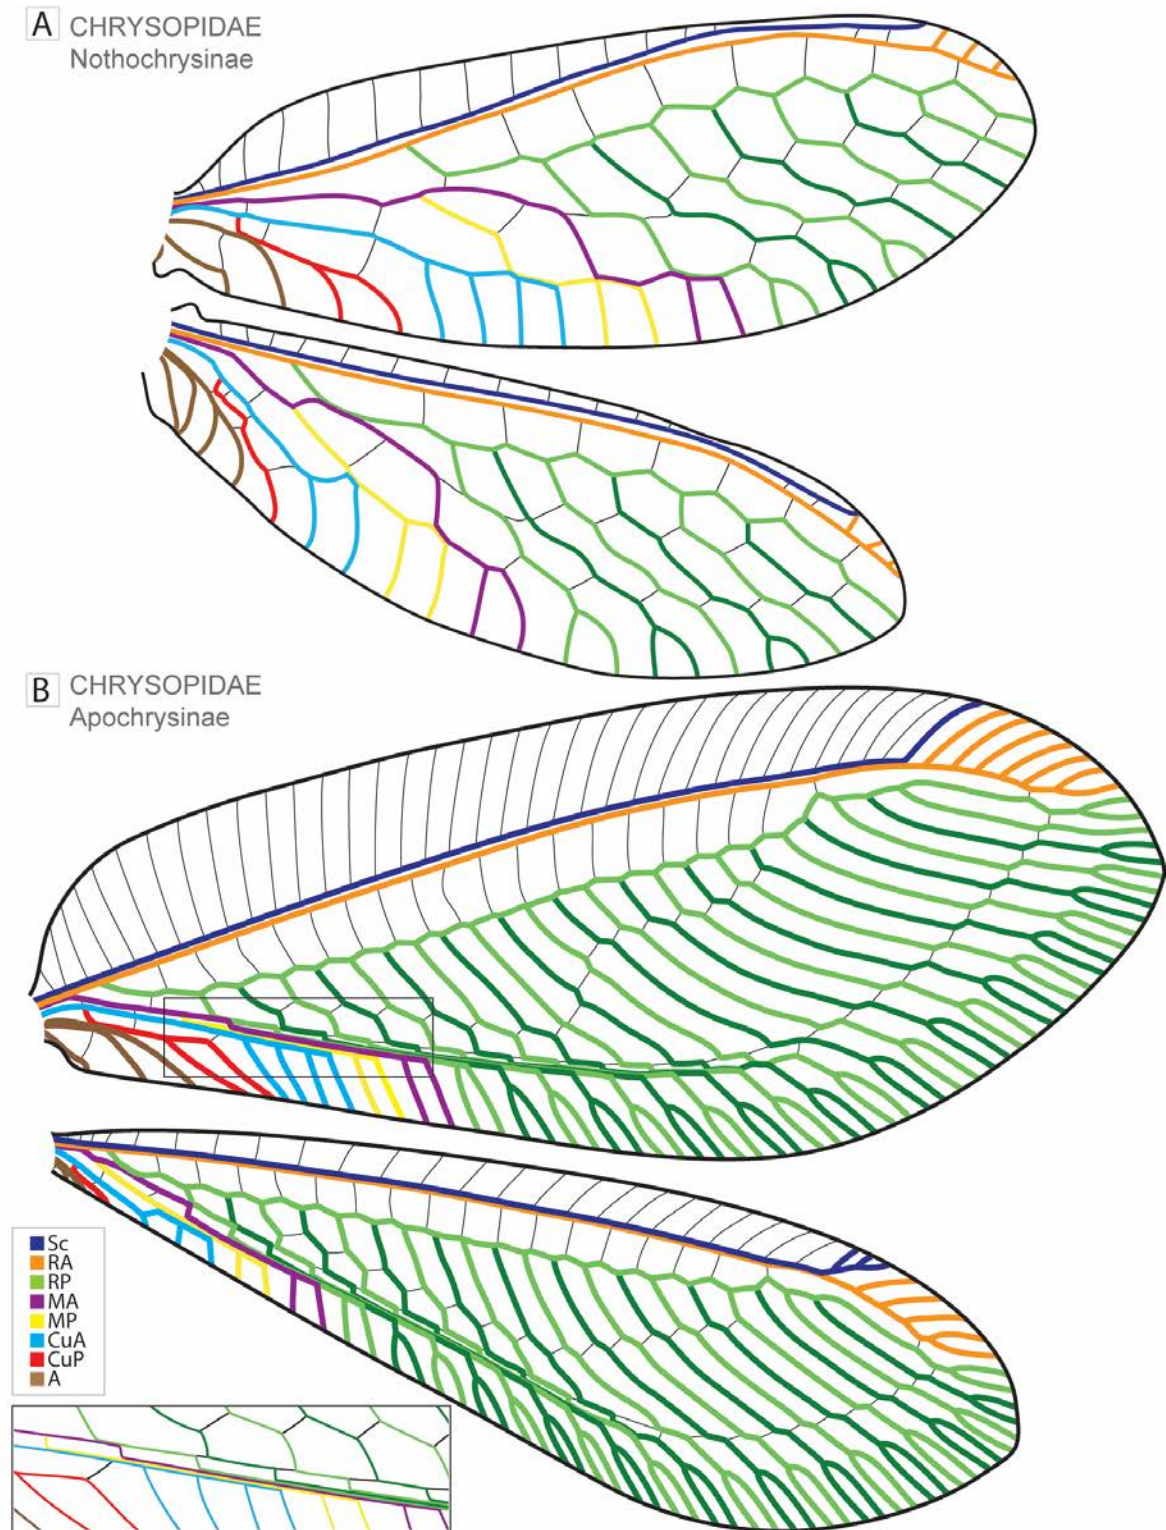 A CHRYSOPIDAE
Nothochrysinae
B CHRYSOPIDAE
Apochrysinae
Sc
RA
RP
MA
MP
CuA
CuP
A